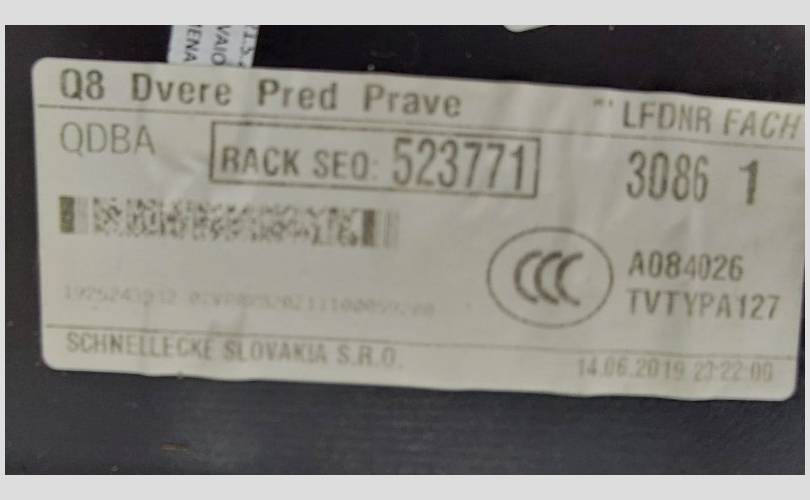 Q8 Dvere Pred Prave
LFDNR FACH
QDBA
RACK SEQ: 523771
3086 1
CCC
A084026
TVTYPA127
SCHNELLECKE SLOVAKIA S.R.O.
14.06.2019 23:22:00